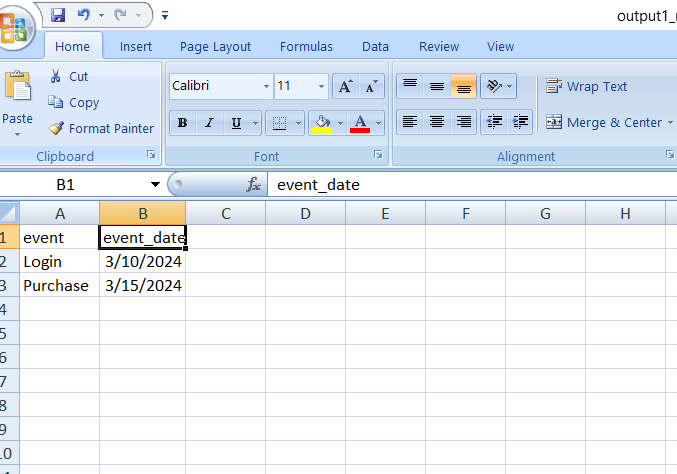 output1_
Home Insert Page Layout Formulas Data Review View
Paste
Cut
Copy
Format Painter
Clipboard
Calibri 11 A A
B I U A
Font
Wrap Text
Merge & Center
Alignment
B1 fx event_date
A B C D E F G H
1 event event_date
2 Login 3/10/2024
3 Purchase 3/15/2024
4
5
6
7
8
9
10